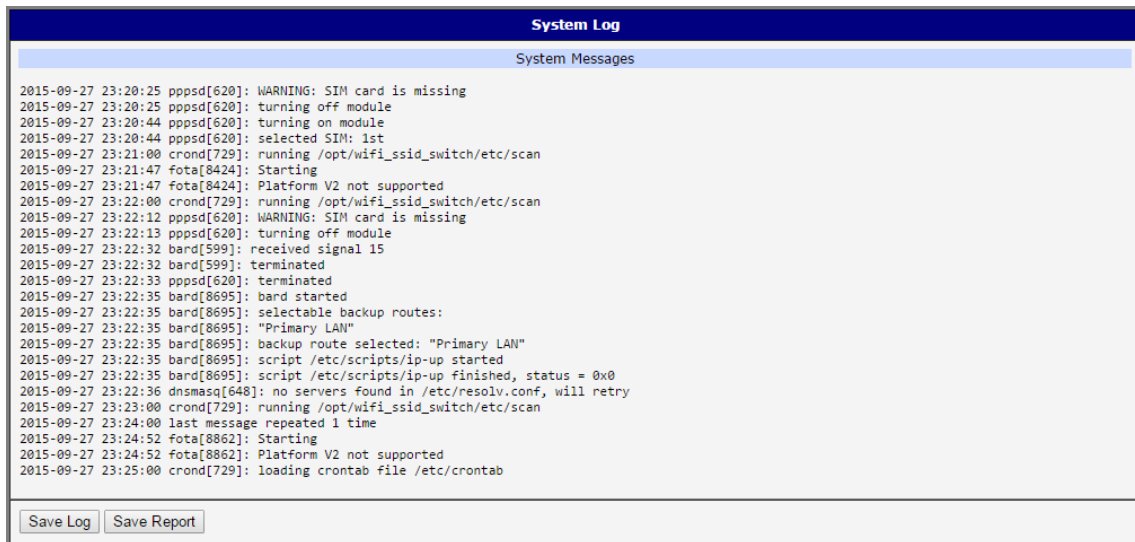 System Log
System Messages
2015-09-27 23:20:25 pppsd[620]: WARNING: SIM card is missing
2015-09-27 23:20:25 pppsd[620]: turning off module
2015-09-27 23:20:44 pppsd[620]: turning on module
2015-09-27 23:20:44 pppsd[620]: selected SIM: 1st
2015-09-27 23:21:00 crond[729]: running /opt/wifi_ssid_switch/etc/scan
2015-09-27 23:21:47 fota[8424]: Starting
2015-09-27 23:21:47 fota[8424]: Platform V2 not supported
2015-09-27 23:22:00 crond[729]: running /opt/wifi_ssid_switch/etc/scan
2015-09-27 23:22:12 pppsd[620]: WARNING: SIM card is missing
2015-09-27 23:22:13 pppsd[620]: turning off module
2015-09-27 23:22:32 bard[599]: received signal 15
2015-09-27 23:22:32 bard[599]: terminated
2015-09-27 23:22:33 pppsd[620]: terminated
2015-09-27 23:22:35 bard[8695]: bard started
2015-09-27 23:22:35 bard[8695]: selectable backup routes:
2015-09-27 23:22:35 bard[8695]: "Primary LAN"
2015-09-27 23:22:35 bard[8695]: backup route selected: "Primary LAN"
2015-09-27 23:22:35 bard[8695]: script /etc/scripts/ip-up started
2015-09-27 23:22:35 bard[8695]: script /etc/scripts/ip-up finished, status = 0x0
2015-09-27 23:22:36 dnsmasq[648]: no servers found in /etc/resolv.conf, will retry
2015-09-27 23:23:00 crond[729]: running /opt/wifi_ssid_switch/etc/scan
2015-09-27 23:24:00 last message repeated 1 time
2015-09-27 23:24:52 fota[8862]: Starting
2015-09-27 23:24:52 fota[8862]: Platform V2 not supported
2015-09-27 23:25:00 crond[729]: loading crontab file /etc/crontab
Save Log Save Report